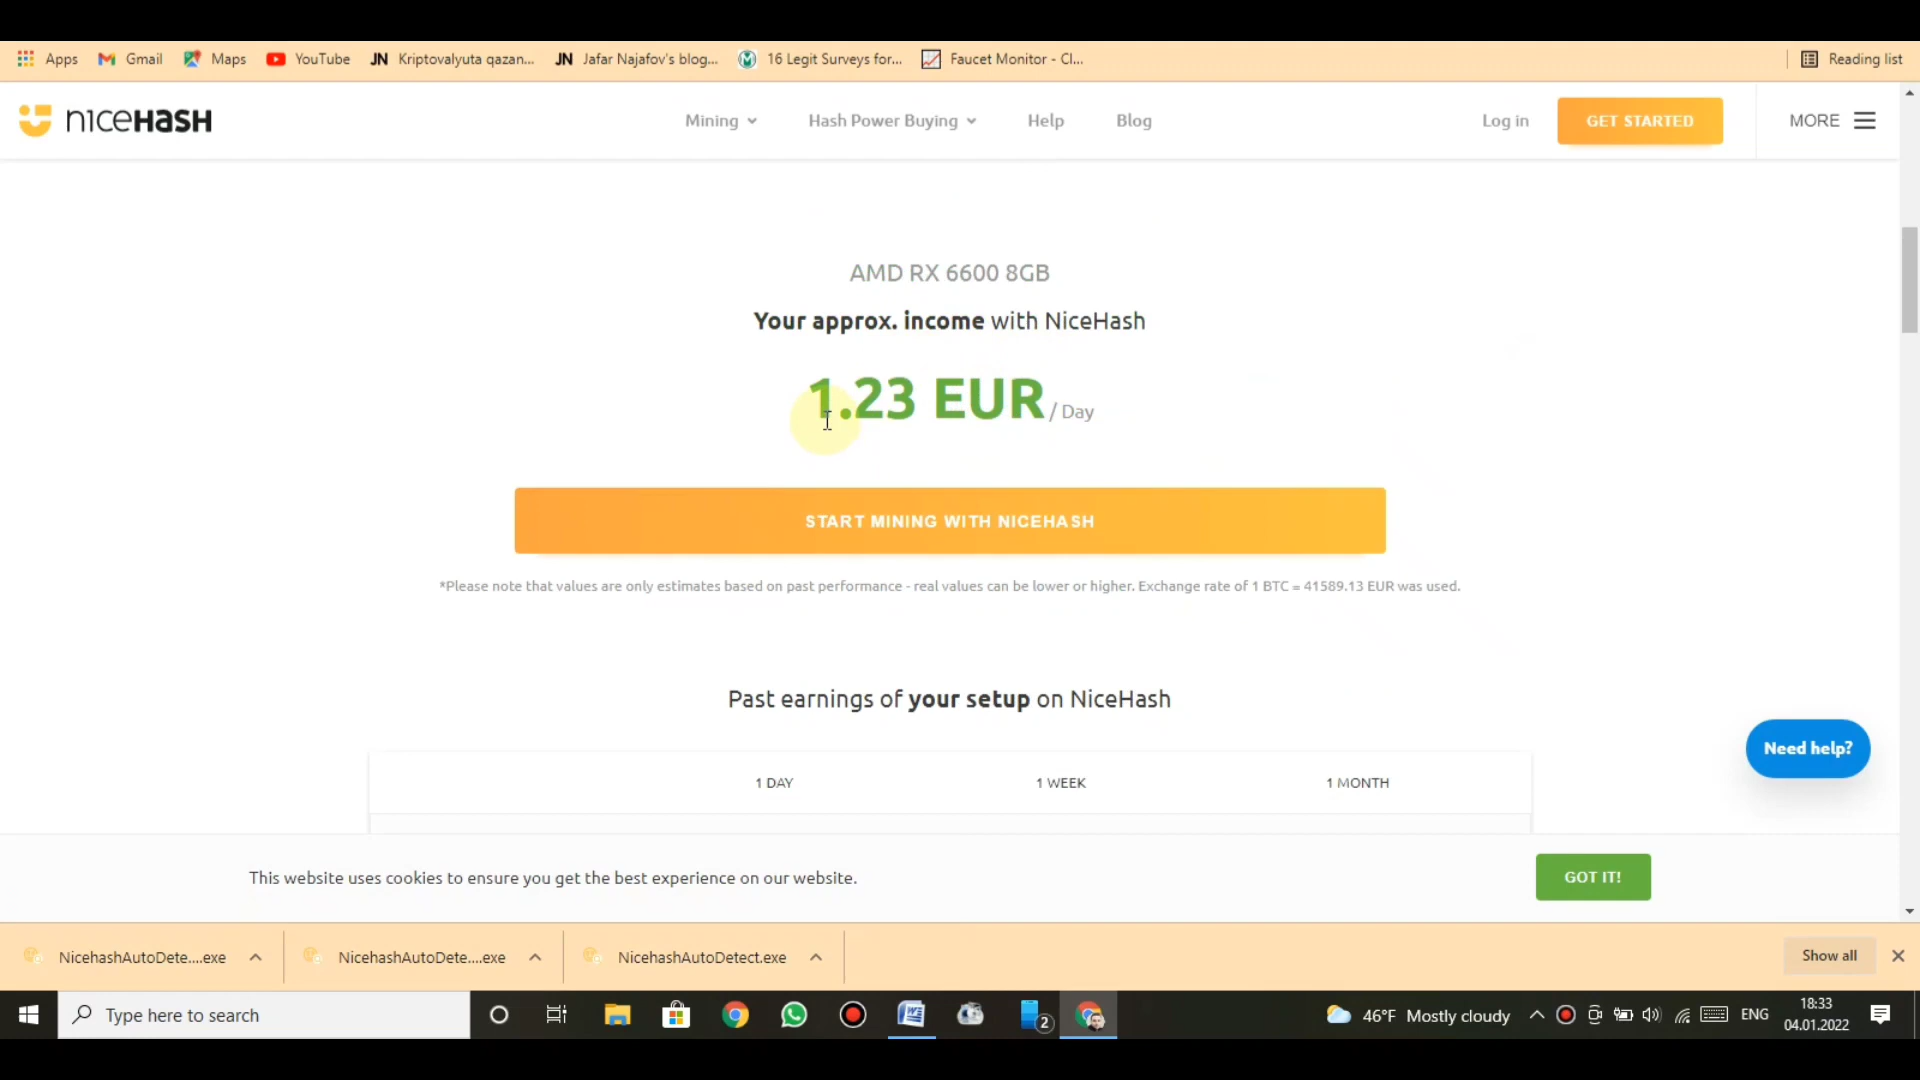 Apps Gmail Maps YouTube JN Kriptovalyuta qazan... JN Jafar Najafov's blog... 16 Legit Surveys for... Faucet Monitor - Cl... Reading list
nıceHasH Mining Hash Power Buying Help Blog Log in GET STARTED MORE
AMD RX 6600 8GB
Your approx. income with NiceHash
1.23 EUR / Day
START MINING WITH NICEHASH
*Please note that values are only estimates based on past performance - real values can be lower or higher. Exchange rate of 1 BTC = 41589.13 EUR was used.
Past earnings of your setup on NiceHash
Need help?
1 DAY 1 WEEK 1 MONTH
This website uses cookies to ensure you get the best experience on our website. GOT IT!
NicehashAutoDete....exe NicehashAutoDete....exe NicehashAutoDetect.exe Show all
Type here to search 2 46°F Mostly cloudy ENG 18:33
04.01.2022